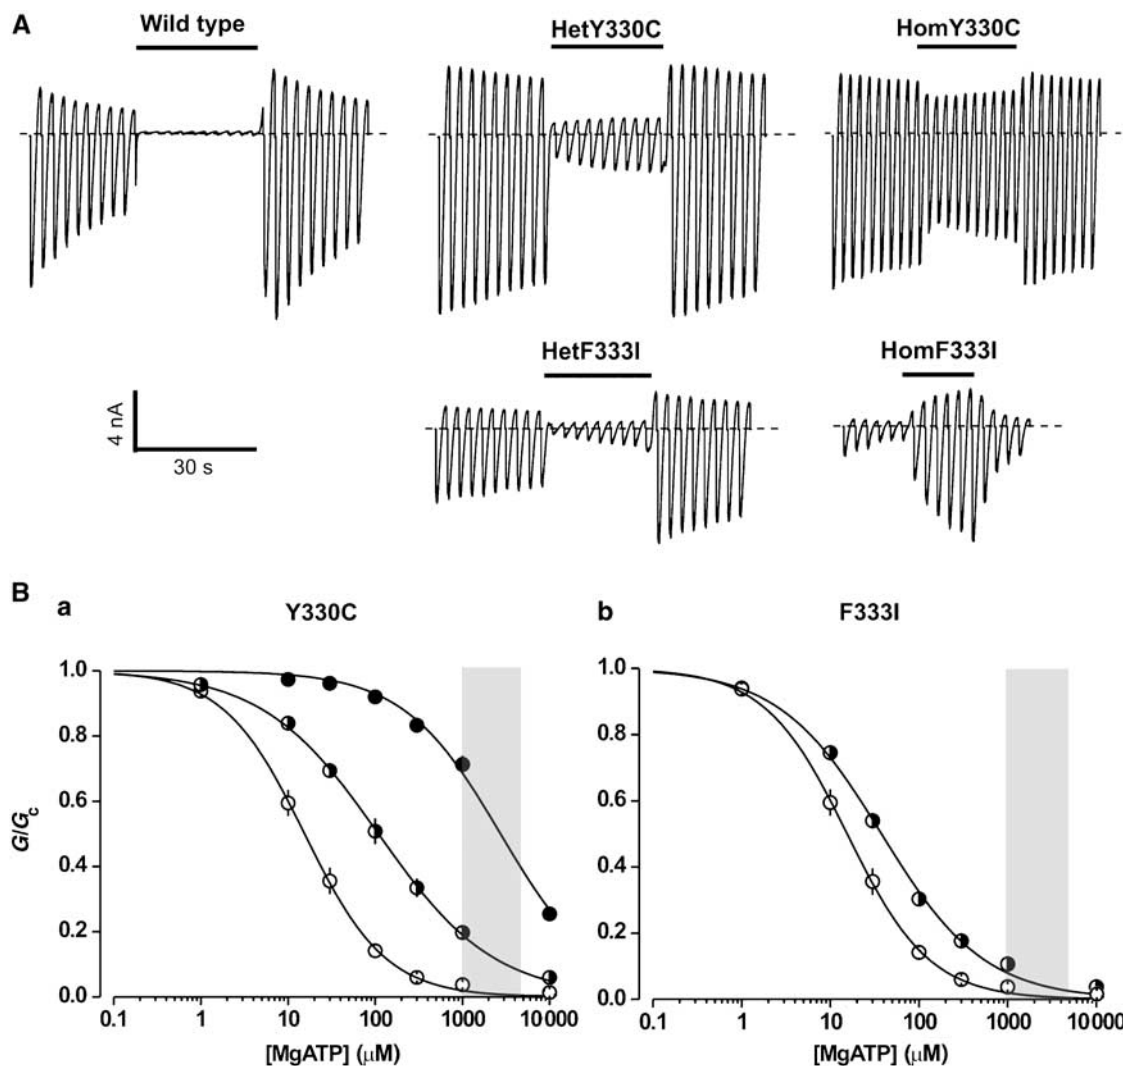 A
Wild type
HetY330C
HomY330C
HetF333I
HomF333I
4 nA
30 s
B
a
Y330C
b
F333I
G/Gc
1.0
0.8
0.6
0.4
0.2
0.0
0.1 1 10 100 1000 10000
[MgATP] (μM)
1.0
0.8
0.6
0.4
0.2
0.0
0.1 1 10 100 1000 10000
[MgATP] (μM)